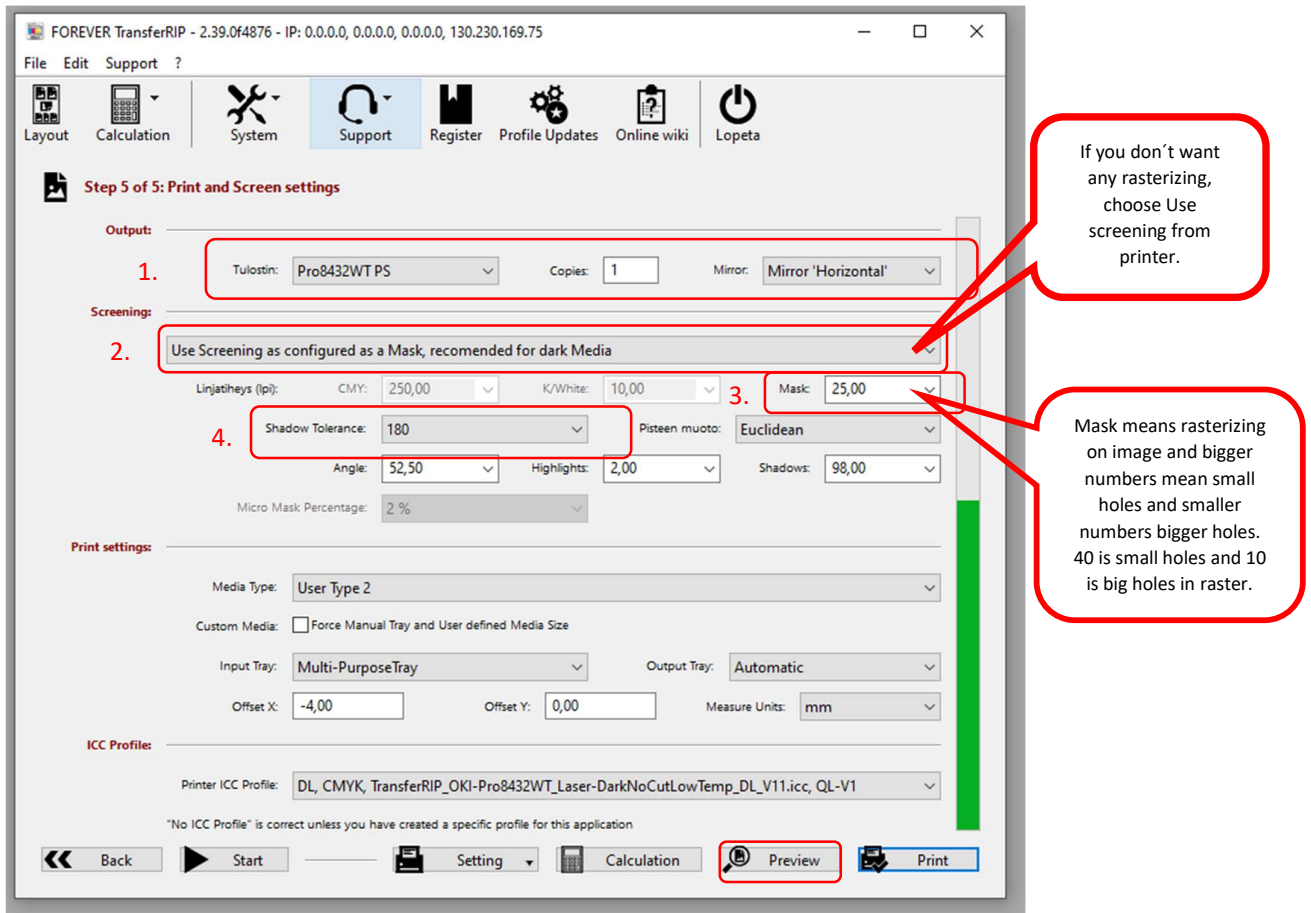 FOREVER TransferRIP - 2.39.0f4876 - IP: 0.0.0.0, 0.0.0.0, 0.0.0.0, 130.230.169.75
File Edit Support ?
Layout Calculation System Support Register Profile Updates Online wiki Lopeta
Step 5 of 5: Print and Screen settings
Output:
1. Tulostin: Pro8432WT PS Copies: 1 Mirror: Mirror 'Horizontal'
Screening:
2. Use Screening as configured as a Mask, recomended for dark Media
Linjatiheys (lpi): CMY: 250,00 K/White: 10,00 3. Mask: 25,00
4. Shadow Tolerance: 180 Pisteen muoto: Euclidean
Angle: 52,50 Highlights: 2,00 Shadows: 98,00
Micro Mask Percentage: 2 %
Print settings:
Media Type: User Type 2
Custom Media: Force Manual Tray and User defined Media Size
Input Tray: Multi-PurposeTray Output Tray: Automatic
Offset X: -4,00 Offset Y: 0,00 Measure Units: mm
ICC Profile:
Printer ICC Profile: DL, CMYK, TransferRIP_OKI-Pro8432WT_Laser-DarkNoCutLowTemp_DL_V11.icc, QL-V1
"No ICC Profile" is correct unless you have created a specific profile for this application
Back Start Setting Calculation Preview Print
If you don´t want
any rasterizing,
choose Use
screening from
printer.
Mask means rasterizing
on image and bigger
numbers mean small
holes and smaller
numbers bigger holes.
40 is small holes and 10
is big holes in raster.